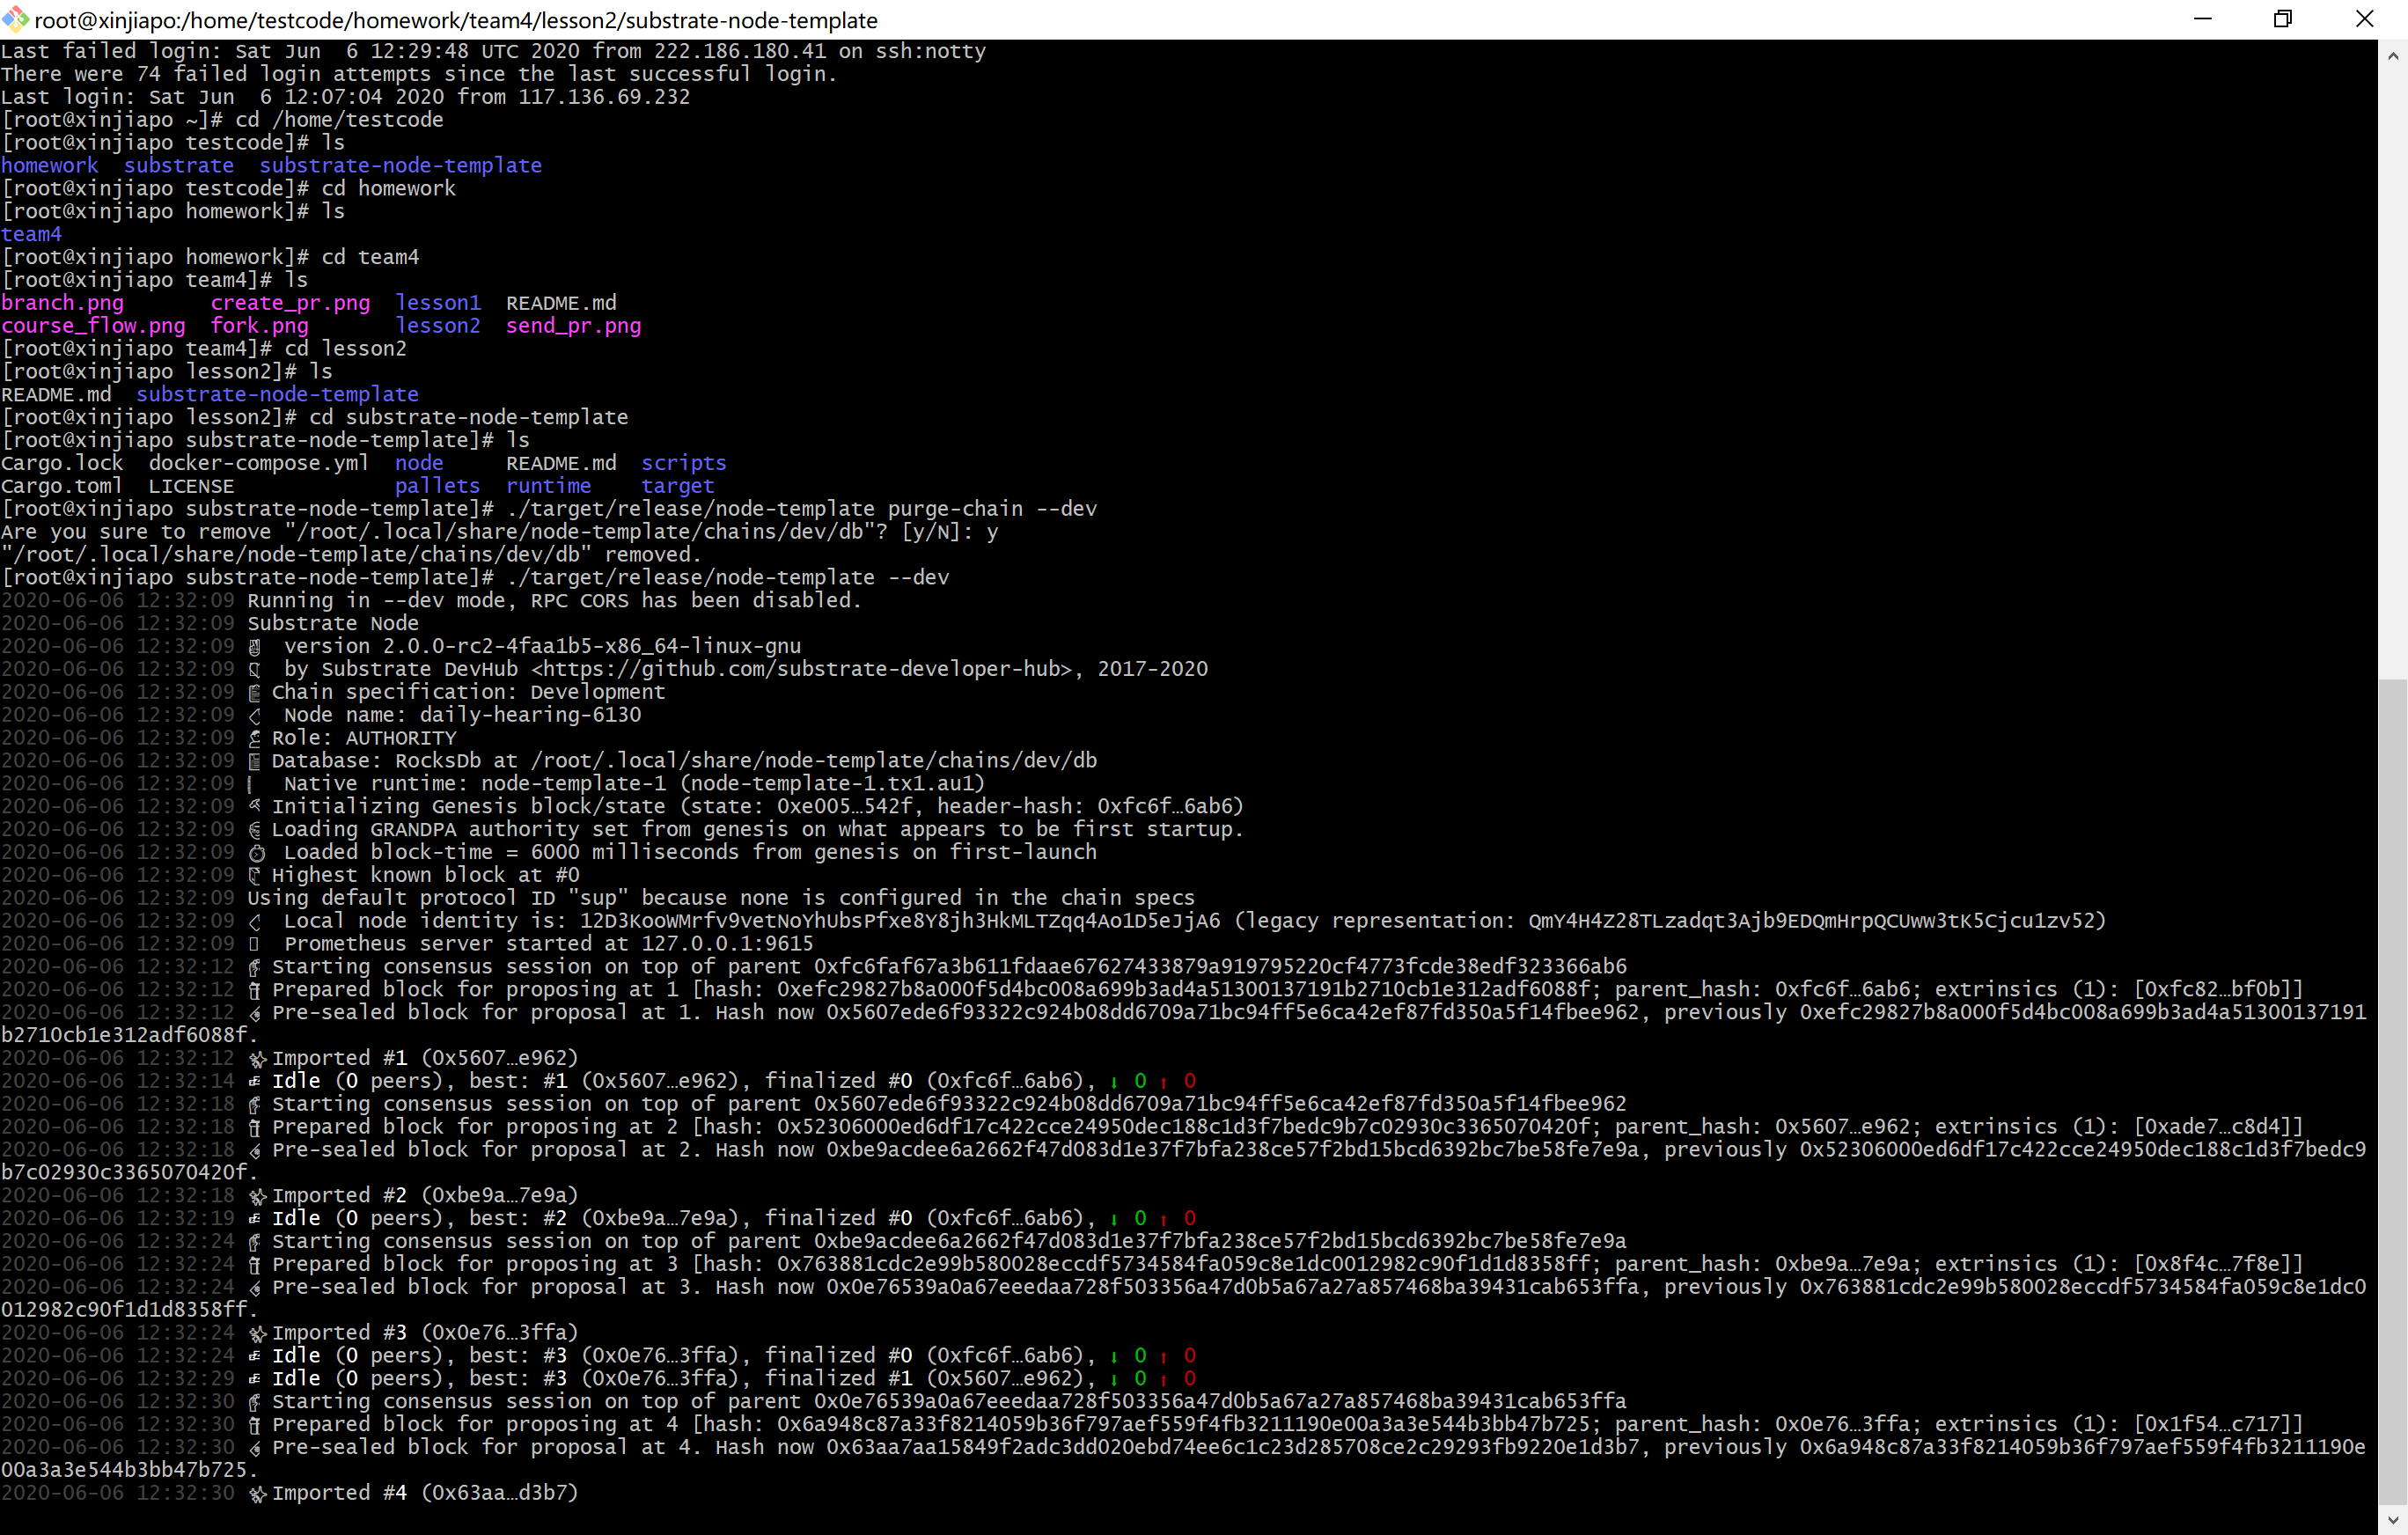 root@xinjiapo:/home/testcode/homework/team4/lesson2/substrate-node-template
Last failed login: Sat Jun  6 12:29:48 UTC 2020 from 222.186.180.41 on ssh:notty
There were 74 failed login attempts since the last successful login.
Last login: Sat Jun  6 12:07:04 2020 from 117.136.69.232
[root@xinjiapo ~]# cd /home/testcode
[root@xinjiapo testcode]# ls
homework  substrate  substrate-node-template
[root@xinjiapo testcode]# cd homework
[root@xinjiapo homework]# ls
team4
[root@xinjiapo homework]# cd team4
[root@xinjiapo team4]# ls
branch.png       create_pr.png  lesson1  README.md
course_flow.png  fork.png       lesson2  send_pr.png
[root@xinjiapo team4]# cd lesson2
[root@xinjiapo lesson2]# ls
README.md  substrate-node-template
[root@xinjiapo lesson2]# cd substrate-node-template
[root@xinjiapo substrate-node-template]# ls
Cargo.lock  docker-compose.yml  node     README.md  scripts
Cargo.toml  LICENSE             pallets  runtime    target
[root@xinjiapo substrate-node-template]# ./target/release/node-template purge-chain --dev
Are you sure to remove "/root/.local/share/node-template/chains/dev/db"? [y/N]: y
"/root/.local/share/node-template/chains/dev/db" removed.
[root@xinjiapo substrate-node-template]# ./target/release/node-template --dev
2020-06-06 12:32:09 Running in --dev mode, RPC CORS has been disabled.
2020-06-06 12:32:09 Substrate Node
2020-06-06 12:32:09   version 2.0.0-rc2-4faa1b5-x86_64-linux-gnu
2020-06-06 12:32:09   by Substrate DevHub <https://github.com/substrate-developer-hub>, 2017-2020
2020-06-06 12:32:09 Chain specification: Development
2020-06-06 12:32:09   Node name: daily-hearing-6130
2020-06-06 12:32:09 Role: AUTHORITY
2020-06-06 12:32:09 Database: RocksDb at /root/.local/share/node-template/chains/dev/db
2020-06-06 12:32:09   Native runtime: node-template-1 (node-template-1.tx1.au1)
2020-06-06 12:32:09 Initializing Genesis block/state (state: 0xe005…542f, header-hash: 0xfc6f…6ab6)
2020-06-06 12:32:09 Loading GRANDPA authority set from genesis on what appears to be first startup.
2020-06-06 12:32:09 ⏱  Loaded block-time = 6000 milliseconds from genesis on first-launch
2020-06-06 12:32:09 Highest known block at #0
2020-06-06 12:32:09 Using default protocol ID "sup" because none is configured in the chain specs
2020-06-06 12:32:09   Local node identity is: 12D3KooWMrfv9vetNoYhUbsPfxe8Y8jh3HkMLTZqq4Ao1D5eJjA6 (legacy representation: QmY4H4Z28TLzadqt3Ajb9EDQmHrpQCUww3tK5Cjcu1zv52)
2020-06-06 12:32:09   Prometheus server started at 127.0.0.1:9615
2020-06-06 12:32:12 Starting consensus session on top of parent 0xfc6faf67a3b611fdaae67627433879a919795220cf4773fcde38edf323366ab6
2020-06-06 12:32:12 Prepared block for proposing at 1 [hash: 0xefc29827b8a000f5d4bc008a699b3ad4a51300137191b2710cb1e312adf6088f; parent_hash: 0xfc6f…6ab6; extrinsics (1): [0xfc82…bf0b]]
2020-06-06 12:32:12 Pre-sealed block for proposal at 1. Hash now 0x5607ede6f93322c924b08dd6709a71bc94ff5e6ca42ef87fd350a5f14fbee962, previously 0xefc29827b8a000f5d4bc008a699b3ad4a51300137191
b2710cb1e312adf6088f.
2020-06-06 12:32:12 ✨ Imported #1 (0x5607…e962)
2020-06-06 12:32:14 Idle (0 peers), best: #1 (0x5607…e962), finalized #0 (0xfc6f…6ab6), ↓ 0 ↑ 0
2020-06-06 12:32:18 Starting consensus session on top of parent 0x5607ede6f93322c924b08dd6709a71bc94ff5e6ca42ef87fd350a5f14fbee962
2020-06-06 12:32:18 Prepared block for proposing at 2 [hash: 0x52306000ed6df17c422cce24950dec188c1d3f7bedc9b7c02930c3365070420f; parent_hash: 0x5607…e962; extrinsics (1): [0xade7…c8d4]]
2020-06-06 12:32:18 Pre-sealed block for proposal at 2. Hash now 0xbe9acdee6a2662f47d083d1e37f7bfa238ce57f2bd15bcd6392bc7be58fe7e9a, previously 0x52306000ed6df17c422cce24950dec188c1d3f7bedc9
b7c02930c3365070420f.
2020-06-06 12:32:18 ✨ Imported #2 (0xbe9a…7e9a)
2020-06-06 12:32:19 Idle (0 peers), best: #2 (0xbe9a…7e9a), finalized #0 (0xfc6f…6ab6), ↓ 0 ↑ 0
2020-06-06 12:32:24 Starting consensus session on top of parent 0xbe9acdee6a2662f47d083d1e37f7bfa238ce57f2bd15bcd6392bc7be58fe7e9a
2020-06-06 12:32:24 Prepared block for proposing at 3 [hash: 0x763881cdc2e99b580028eccdf5734584fa059c8e1dc0012982c90f1d1d8358ff; parent_hash: 0xbe9a…7e9a; extrinsics (1): [0x8f4c…7f8e]]
2020-06-06 12:32:24 Pre-sealed block for proposal at 3. Hash now 0x0e76539a0a67eeedaa728f503356a47d0b5a67a27a857468ba39431cab653ffa, previously 0x763881cdc2e99b580028eccdf5734584fa059c8e1dc0
012982c90f1d1d8358ff.
2020-06-06 12:32:24 ✨ Imported #3 (0x0e76…3ffa)
2020-06-06 12:32:24 Idle (0 peers), best: #3 (0x0e76…3ffa), finalized #0 (0xfc6f…6ab6), ↓ 0 ↑ 0
2020-06-06 12:32:29 Idle (0 peers), best: #3 (0x0e76…3ffa), finalized #1 (0x5607…e962), ↓ 0 ↑ 0
2020-06-06 12:32:30 Starting consensus session on top of parent 0x0e76539a0a67eeedaa728f503356a47d0b5a67a27a857468ba39431cab653ffa
2020-06-06 12:32:30 Prepared block for proposing at 4 [hash: 0x6a948c87a33f8214059b36f797aef559f4fb3211190e00a3a3e544b3bb47b725; parent_hash: 0x0e76…3ffa; extrinsics (1): [0x1f54…c717]]
2020-06-06 12:32:30 Pre-sealed block for proposal at 4. Hash now 0x63aa7aa15849f2adc3dd020ebd74ee6c1c23d285708ce2c29293fb9220e1d3b7, previously 0x6a948c87a33f8214059b36f797aef559f4fb3211190e
00a3a3e544b3bb47b725.
2020-06-06 12:32:30 ✨ Imported #4 (0x63aa…d3b7)